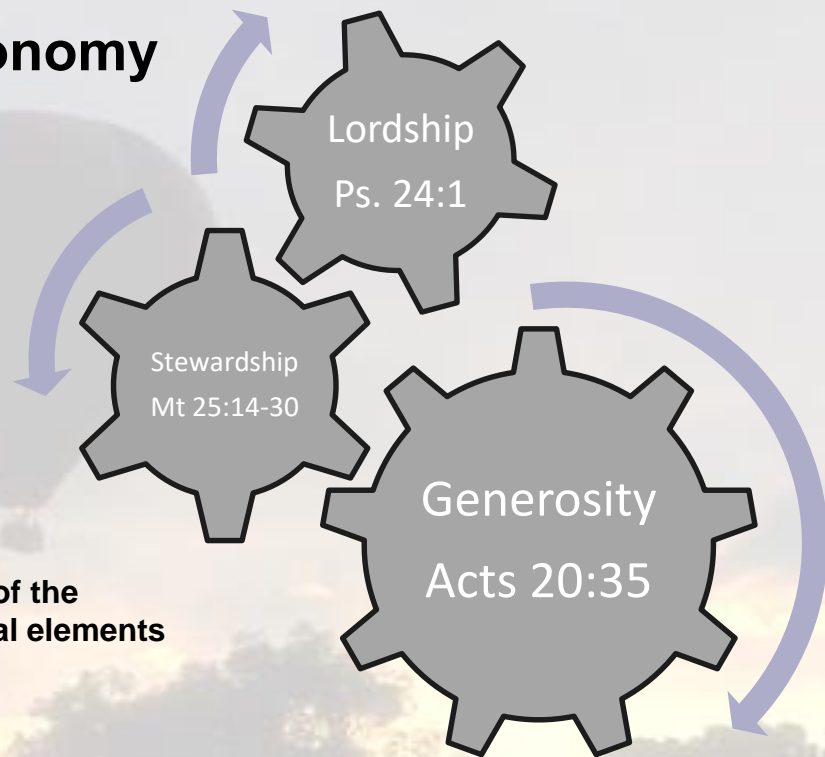 onomy
Lordship
Ps. 24:1
Stewardship
Mt 25:14-30
Generosity
Acts 20:35
of the
al elements